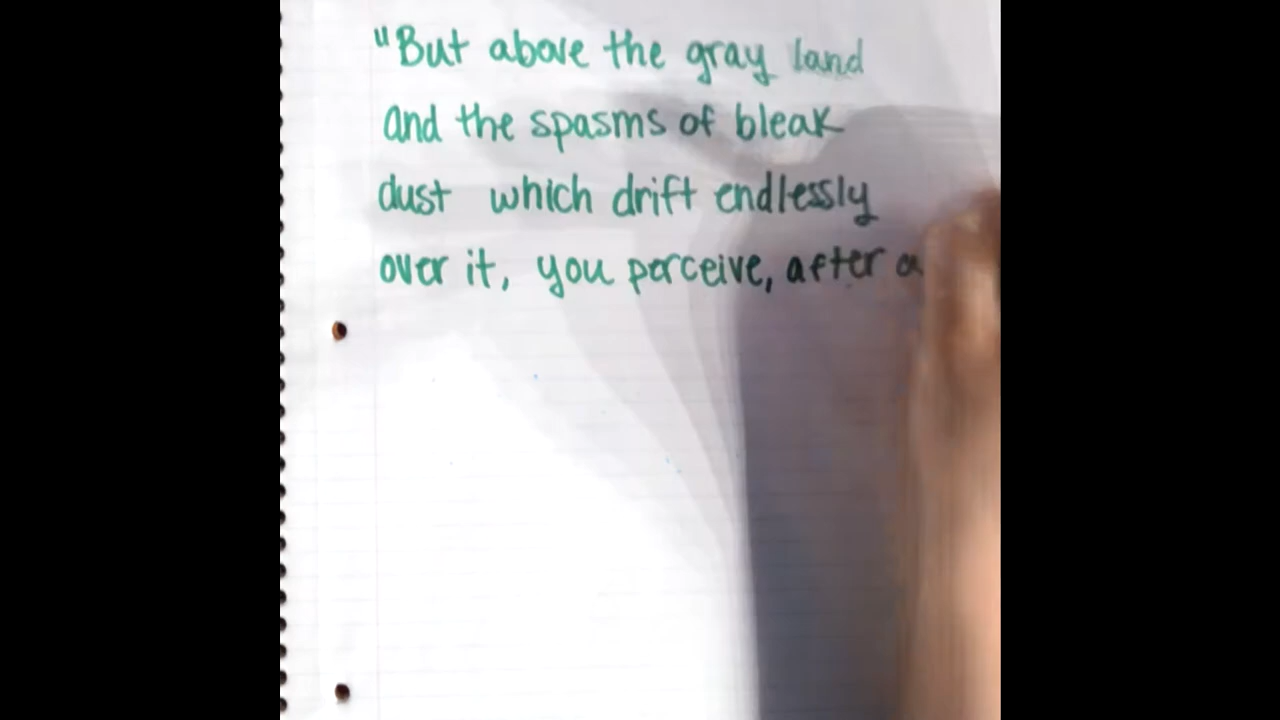 "But above the gray land
and the spasms of bleak
dust which drift endlessly
over it, you perceive, after a